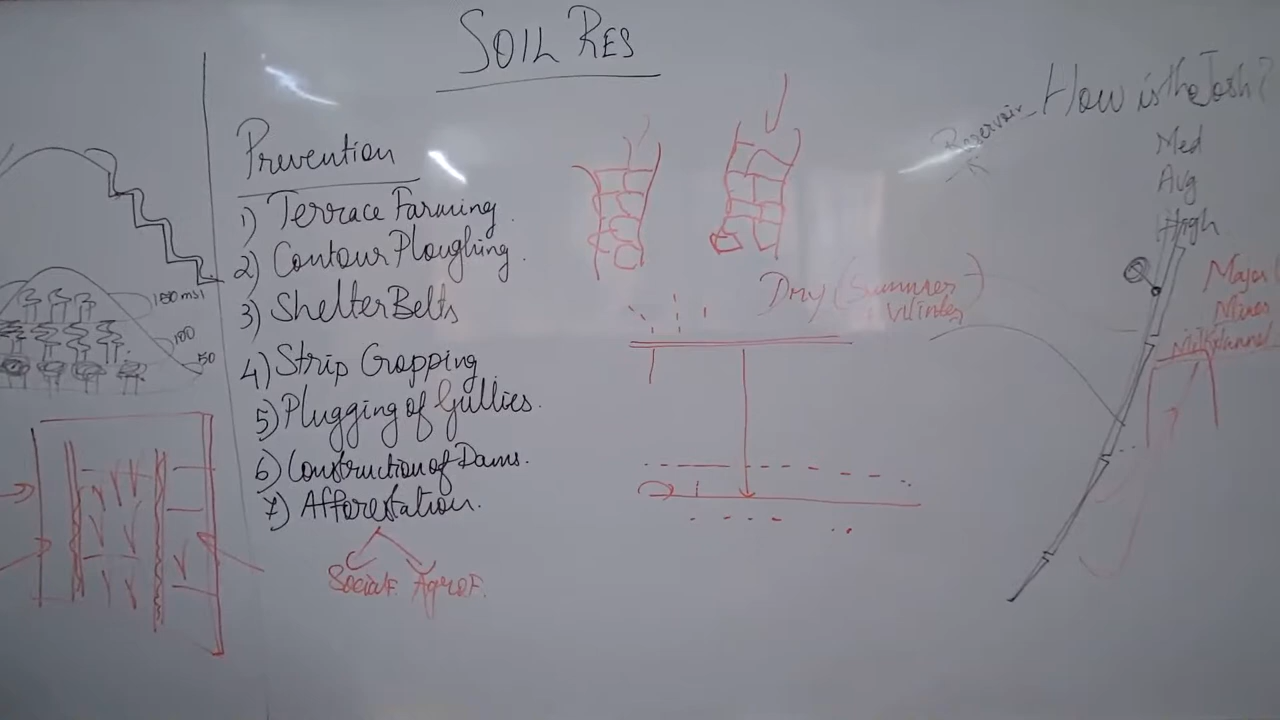 SOIL RES
Prevention
1) Terrace Farming.
2) Contour Ploughing.
3) Shelter Belts
4) Strip Cropping
5) Plugging of Gullies.
6) Construction of Dams.
7) Afforestation.
Social F. Agro F.
150 msl
100
50
Dry (Summer)
Winter
Reservoir
How is the Josh?
Med
Avg
High
Major